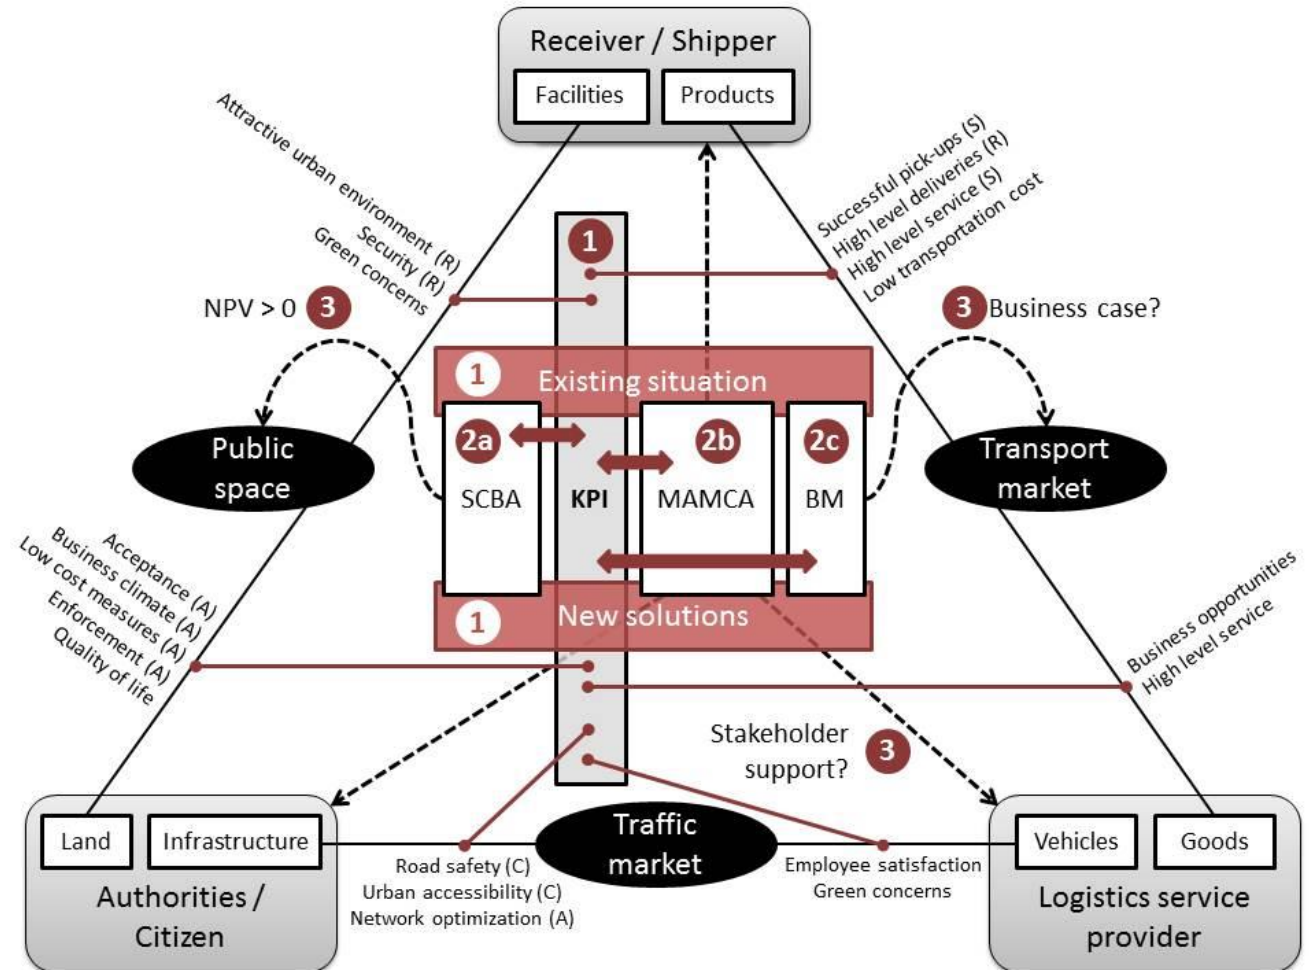 Receiver / Shipper
Facilities
Products
Attractive urban environment (R)
Security (R)
Green concerns
Successful pick-ups (S)
High level deliveries (R)
High level service (S)
Low transportation cost
1
NPV > 0
3
3
Business case?
1
Existing situation
Public
space
2a
2b
2c
Transport
market
SCBA
KPI
MAMCA
BM
Acceptance (A)
Business climate (A)
Low cost measures (A)
Enforcement (A)
Quality of life
1
New solutions
Business opportunities
High level service
Stakeholder
support?
3
Land
Infrastructure
Authorities /
Citizen
Traffic
market
Road safety (C)
Urban accessibility (C)
Network optimization (A)
Employee satisfaction
Green concerns
Vehicles
Goods
Logistics service
provider